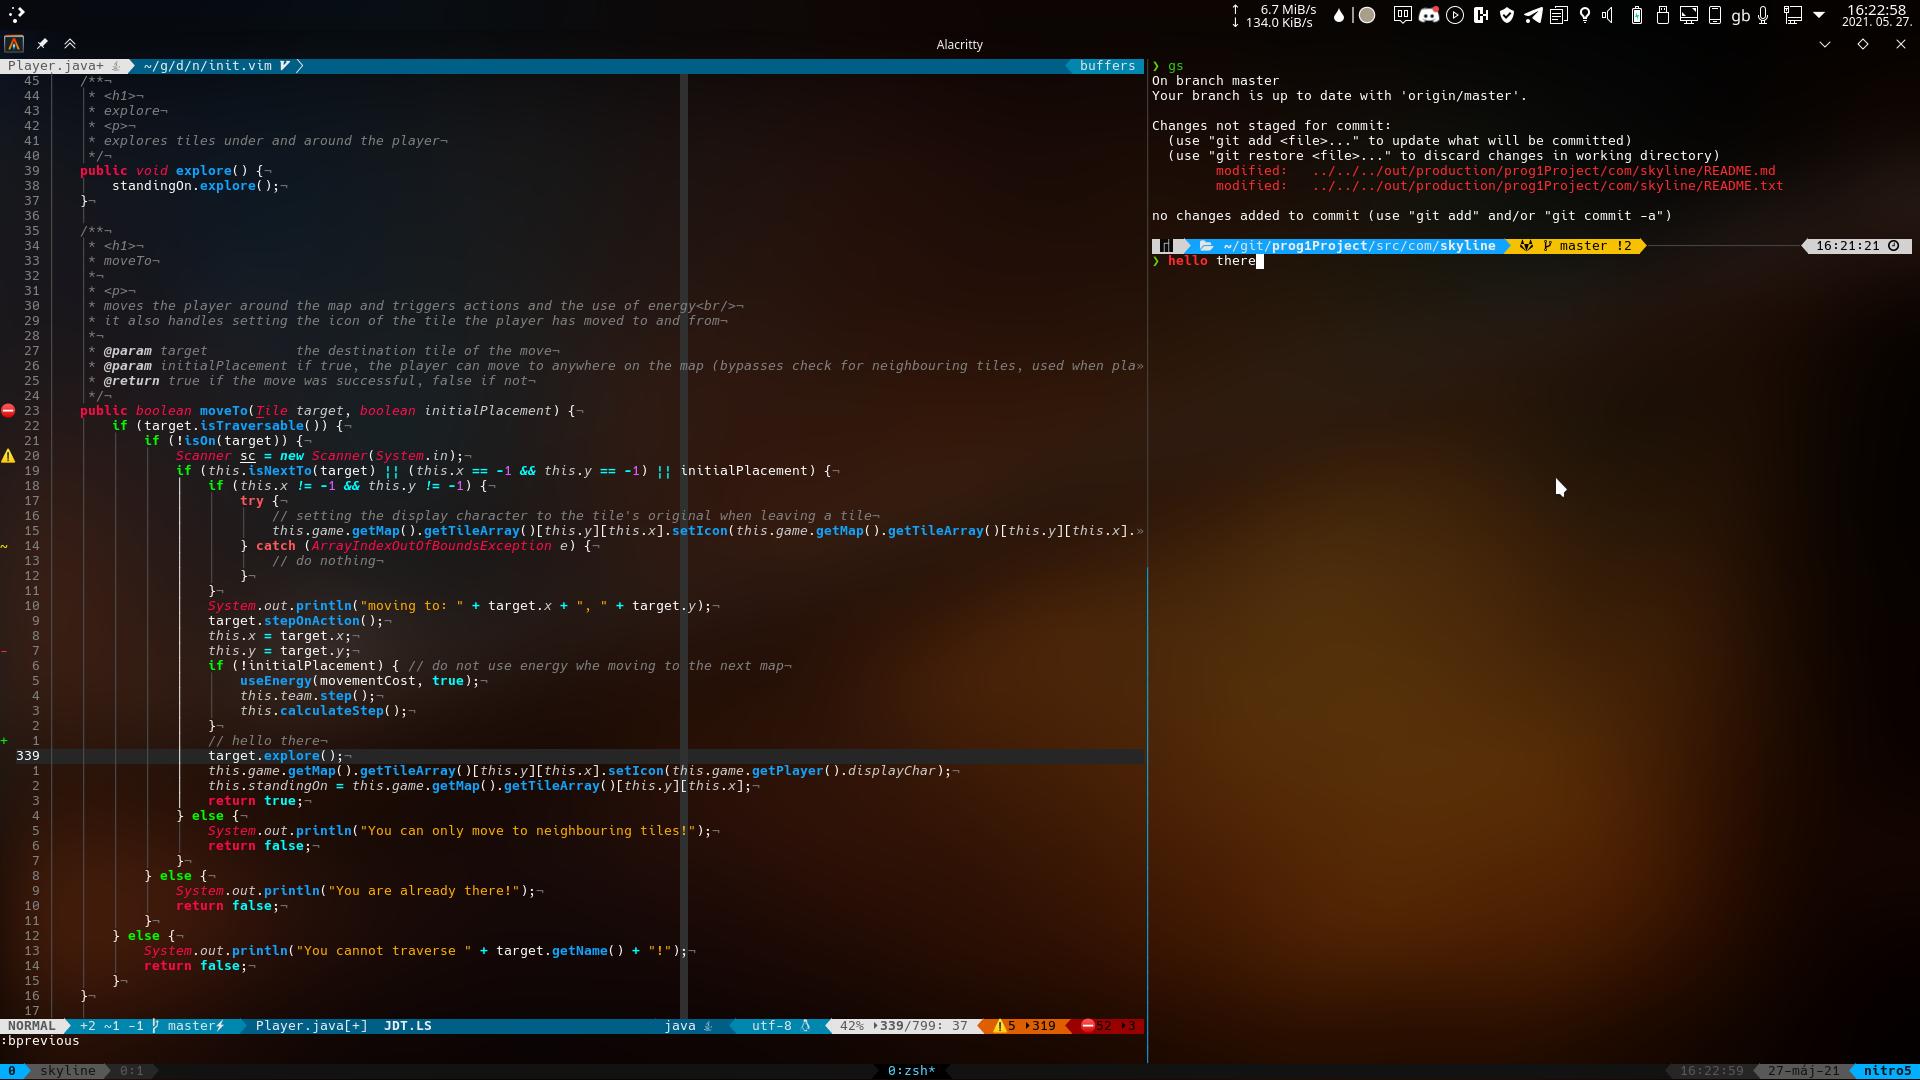 6.7 MiB/s
134.0 KiB/s
gb
16:22:58
2021. 05. 27.
Alacritty
Player.java+ ~/g/d/n/init.vim buffers
45 /**¬
44 * <h1>¬
43 * explore¬
42 * <p>¬
41 * explores tiles under and around the player¬
40 */¬
39 public void explore() {¬
38 standingOn.explore();¬
37 }¬
36
35 /**¬
34 * <h1>¬
33 * moveTo¬
32 *¬
31 * <p>¬
30 * moves the player around the map and triggers actions and the use of energy<br/>¬
29 * it also handles setting the icon of the tile the player has moved to and from¬
28 *¬
27 * @param target the destination tile of the move¬
26 * @param initialPlacement if true, the player can move to anywhere on the map (bypasses check for neighbouring tiles, used when pla»
25 * @return true if the move was successful, false if not¬
24 */¬
23 public boolean moveTo(Tile target, boolean initialPlacement) {¬
22 if (target.isTraversable()) {¬
21 if (!isOn(target)) {¬
20 Scanner sc = new Scanner(System.in);¬
19 if (this.isNextTo(target) || (this.x == -1 && this.y == -1) || initialPlacement) {¬
18 if (this.x != -1 && this.y != -1) {¬
17 try {¬
16 // setting the display character to the tile's original when leaving a tile¬
15 this.game.getMap().getTileArray()[this.y][this.x].setIcon(this.game.getMap().getTileArray()[this.y][this.x].»
~ 14 } catch (ArrayIndexOutOfBoundsException e) {¬
13 // do nothing¬
12 }¬
11 }¬
10 System.out.println("moving to: " + target.x + ", " + target.y);¬
9 target.stepOnAction();¬
8 this.x = target.x;¬
- 7 this.y = target.y;¬
6 if (!initialPlacement) { // do not use energy whe moving to the next map¬
5 useEnergy(movementCost, true);¬
4 this.team.step();¬
3 this.calculateStep();¬
2 }¬
+ 1 // hello there¬
339 target.explore();¬
1 this.game.getMap().getTileArray()[this.y][this.x].setIcon(this.game.getPlayer().displayChar);¬
2 this.standingOn = this.game.getMap().getTileArray()[this.y][this.x];¬
3 return true;¬
4 } else {¬
5 System.out.println("You can only move to neighbouring tiles!");¬
6 return false;¬
7 }¬
8 } else {¬
9 System.out.println("You are already there!");¬
10 return false;¬
11 }¬
12 } else {¬
13 System.out.println("You cannot traverse " + target.getName() + "!");¬
14 return false;¬
15 }¬
16 }¬
17
NORMAL +2 ~1 -1 master Player.java[+] JDT.LS java utf-8 42% 339/799: 37 5 319 52 3
:bprevious
❯ gs
On branch master
Your branch is up to date with 'origin/master'.
Changes not staged for commit:
(use "git add <file>..." to update what will be committed)
(use "git restore <file>..." to discard changes in working directory)
modified: ../../../out/production/prog1Project/com/skyline/README.md
modified: ../../../out/production/prog1Project/com/skyline/README.txt
no changes added to commit (use "git add" and/or "git commit -a")
~/git/prog1Project/src/com/skyline master !2 16:21:21
❯ hello there
0 skyline 0:1 0:zsh* 16:22:59 27-máj-21 nitro5